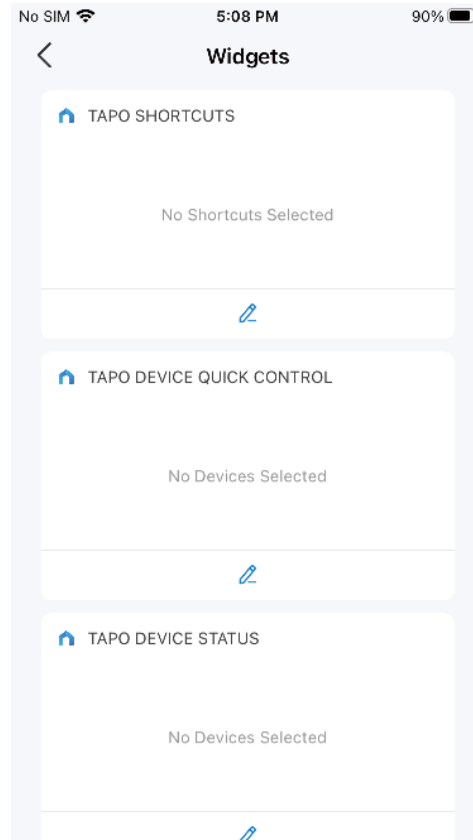 No SIM 5:08 PM 90%
Widgets
TAPO SHORTCUTS
No Shortcuts Selected
TAPO DEVICE QUICK CONTROL
No Devices Selected
TAPO DEVICE STATUS
No Devices Selected